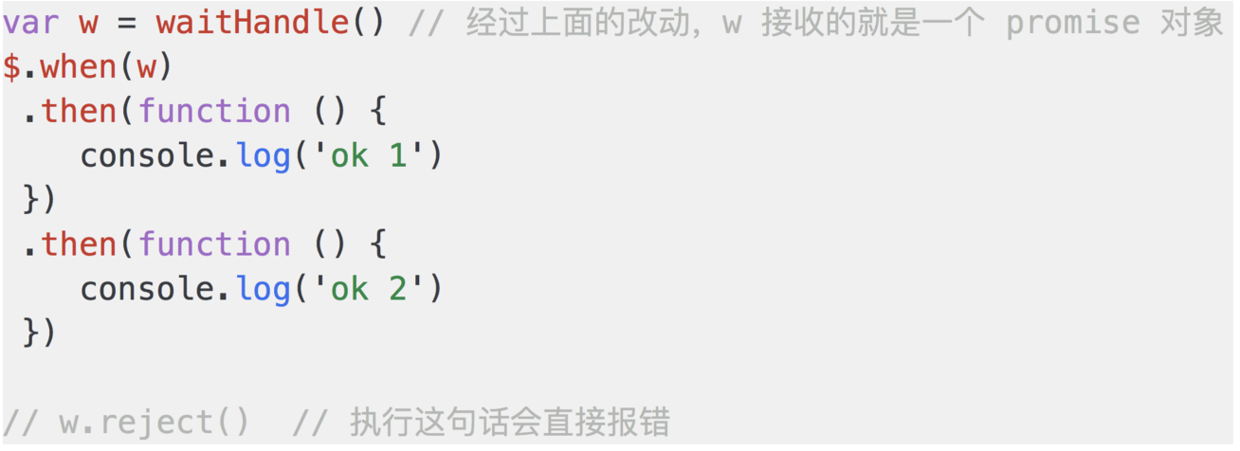 var w = waitHandle() // 经过上面的改动，w 接收的就是一个 promise 对象
$.when(w)
 .then(function () {
    console.log('ok 1')
 })
 .then(function () {
    console.log('ok 2')
 })

// w.reject()  // 执行这句话会直接报错